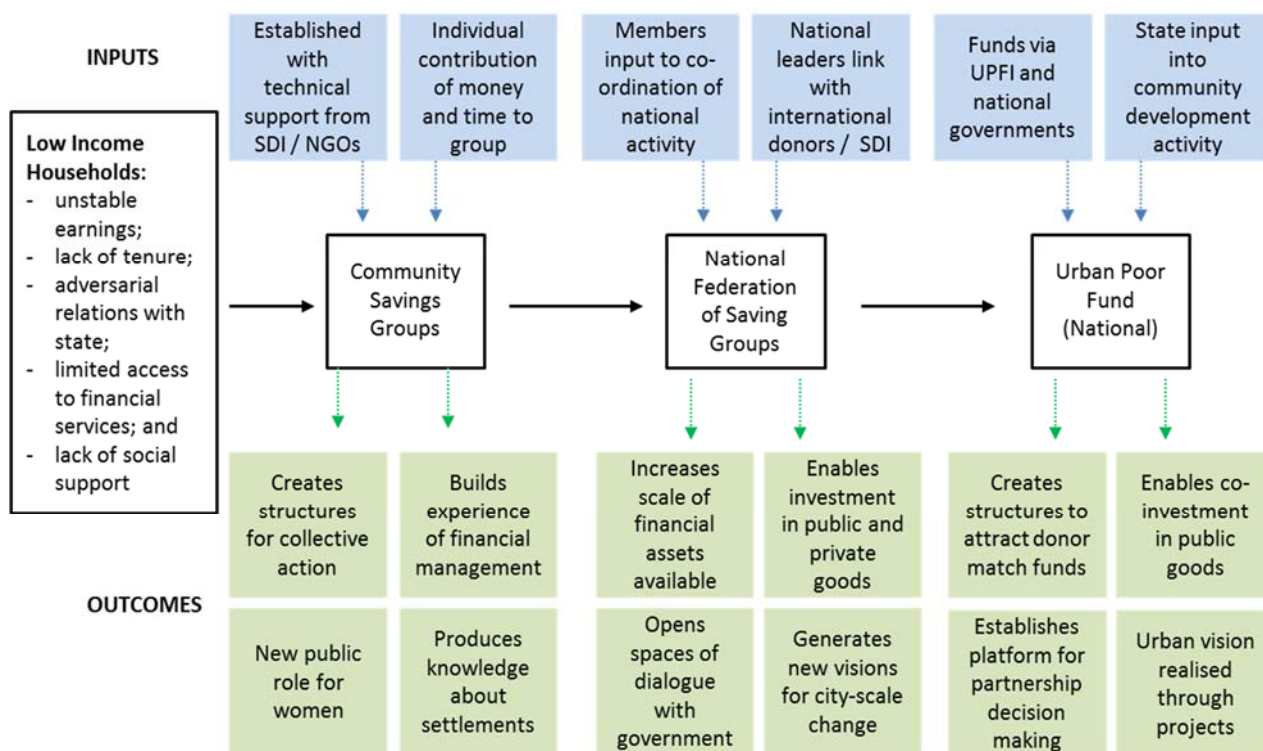 INPUTS
Established
with
technical
support from
SDI / NGOs
Individual
contribution
of money
and time to
group
Members
input to co-
ordination of
national
activity
National
leaders link
with
international
donors / SDI
Funds via
UPFI and
national
governments
State input
into
community
development
activity
Low Income
Households:
- unstable
earnings;
- lack of tenure;
- adversarial
relations with
state;
- limited access
to financial
services; and
- lack of social
support
Community
Savings
Groups
National
Federation
of Saving
Groups
Urban Poor
Fund
(National)
OUTCOMES
Creates
structures
for collective
action
Builds
experience
of financial
management
Increases
scale of
financial
assets
available
Enables
investment
in public and
private
goods
Creates
structures to
attract donor
match funds
Enables co-
investment
in public
goods
New public
role for
women
Produces
knowledge
about
settlements
Opens
spaces of
dialogue with
government
Generates
new visions
for city-scale
change
Establishes
platform for
partnership
decision
making
Urban vision
realised
through
projects